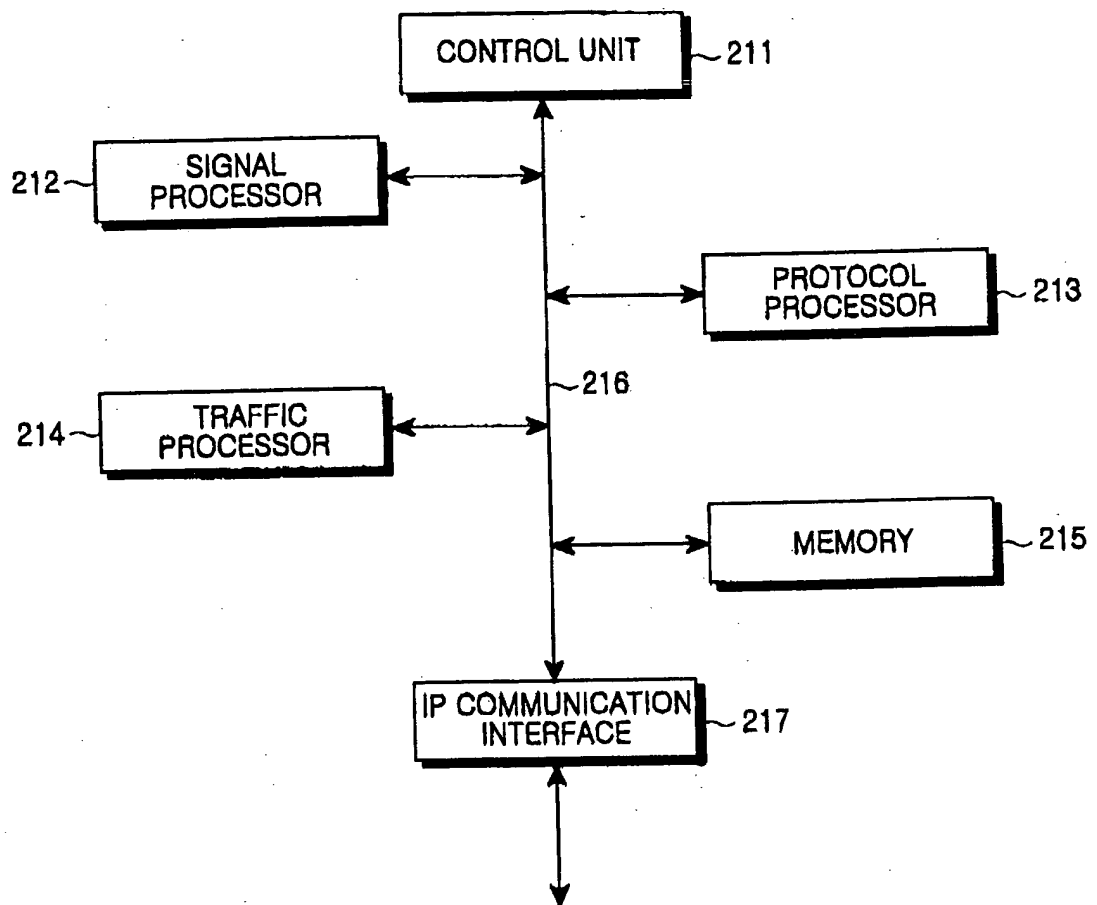 CONTROL UNIT
211
SIGNAL
PROCESSOR
212
PROTOCOL
PROCESSOR
213
216
TRAFFIC
PROCESSOR
214
MEMORY
215
IP COMMUNICATION
INTERFACE
217